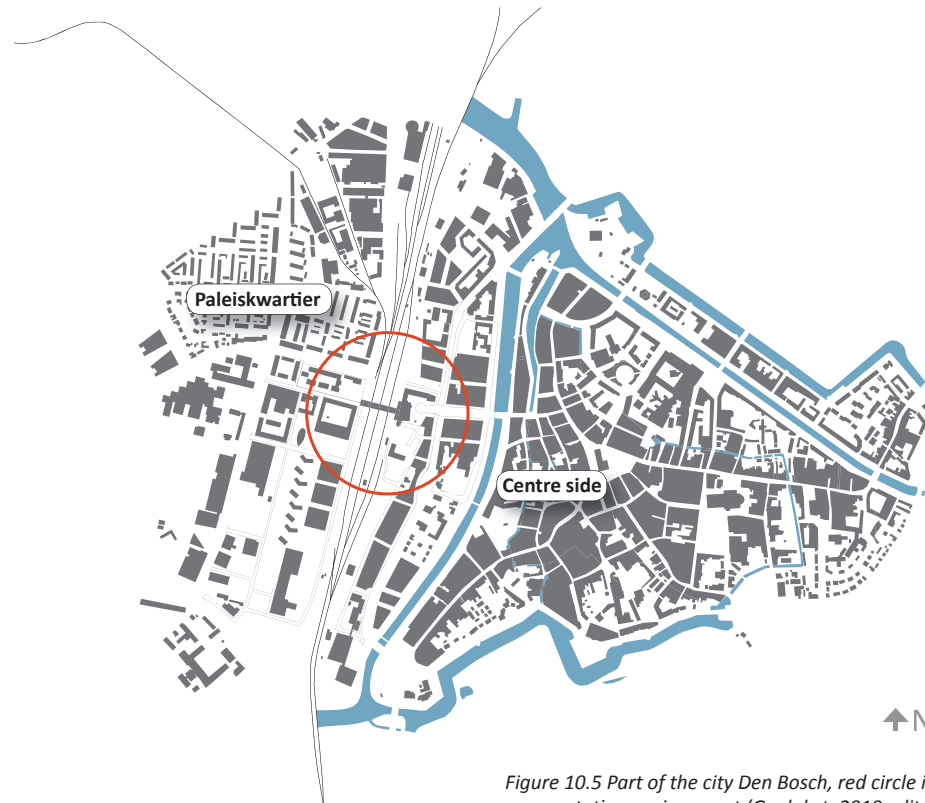 Paleiskwartier
Centre side
N
Figure 10.5 Part of the city Den Bosch, red circle i